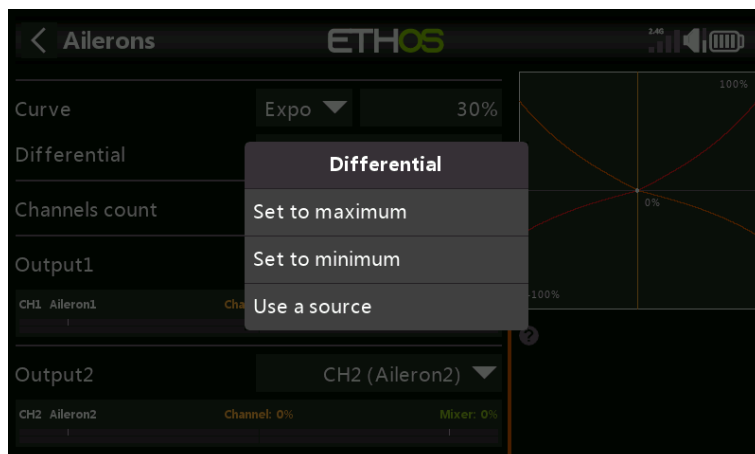 Ailerons
ETHOS
2.4G
Curve
Expo
30%
100%
Differential
Differential
Set to maximum
Set to minimum
Use a source
Channels count
0%
Output1
-100%
CH1 Aileron1
Cha
?
Output2
CH2 (Aileron2)
CH2 Aileron2
Channel: 0%
Mixer: 0%